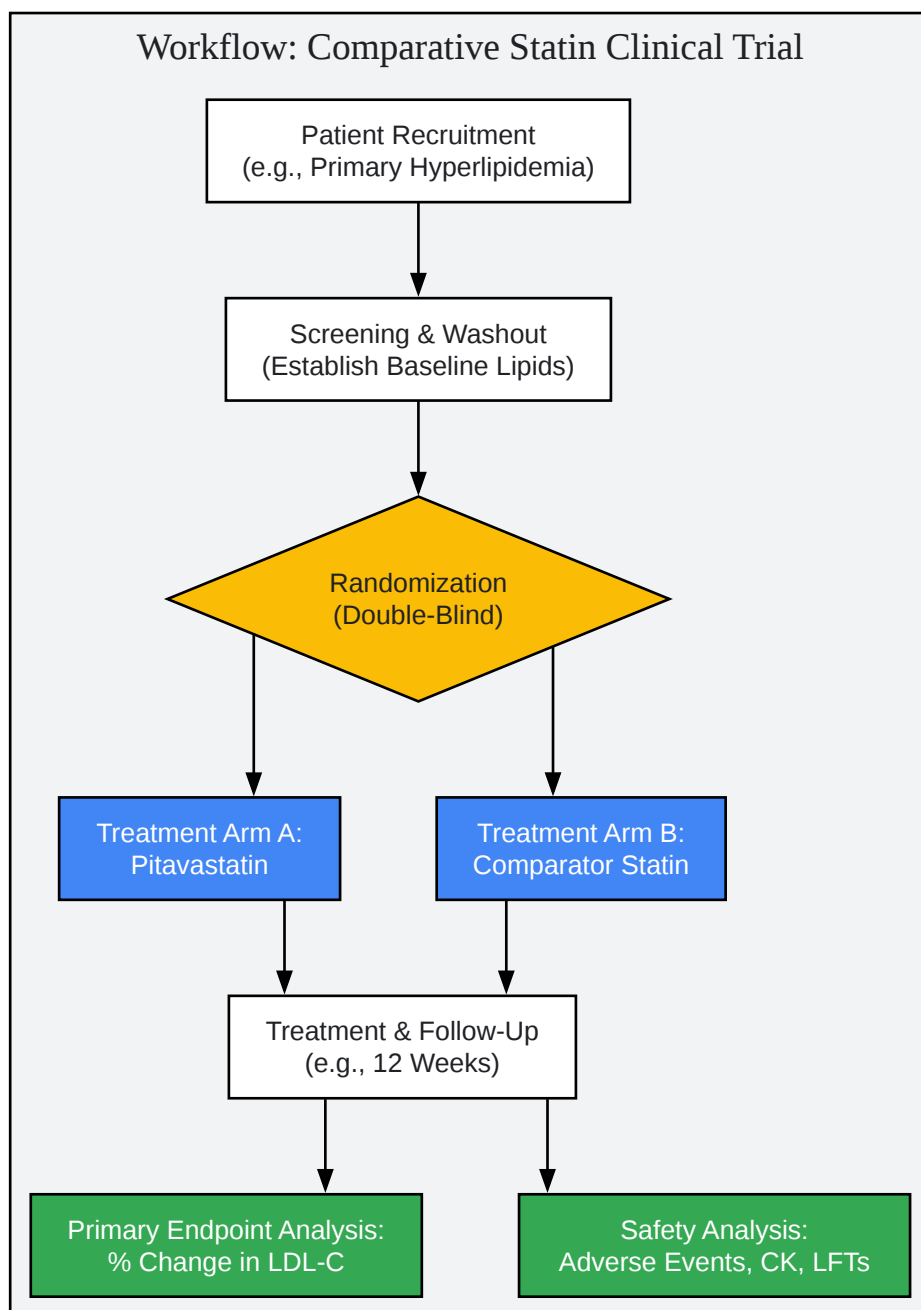 Workflow: Comparative Statin Clinical Trial
Patient Recruitment
(e.g., Primary Hyperlipidemia)
Screening & Washout
(Establish Baseline Lipids)
Randomization
(Double-Blind)
Treatment Arm A:
Pitavastatin
Treatment Arm B:
Comparator Statin
Treatment & Follow-Up
(e.g., 12 Weeks)
Primary Endpoint Analysis:
% Change in LDL-C
Safety Analysis:
Adverse Events, CK, LFTs